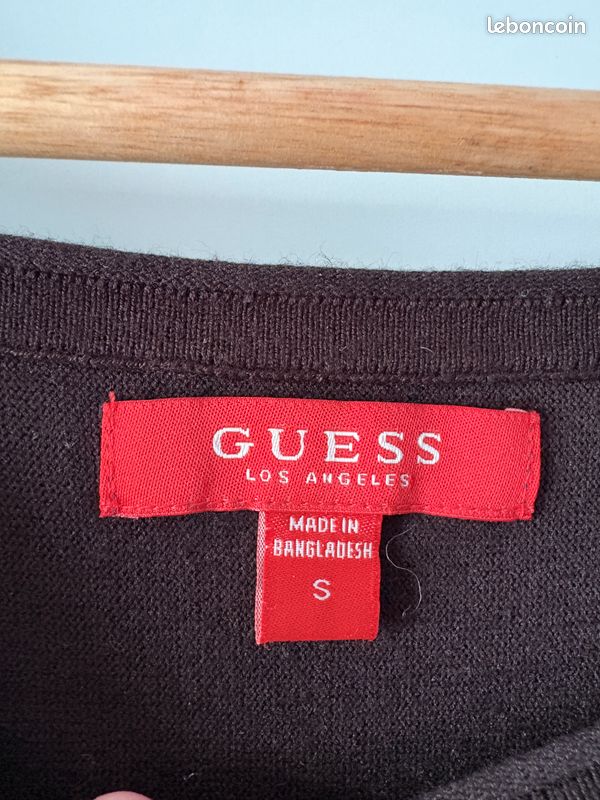 leboncoin
GUESS
LOS ANGELES
MADE IN
BANGLADESH
S